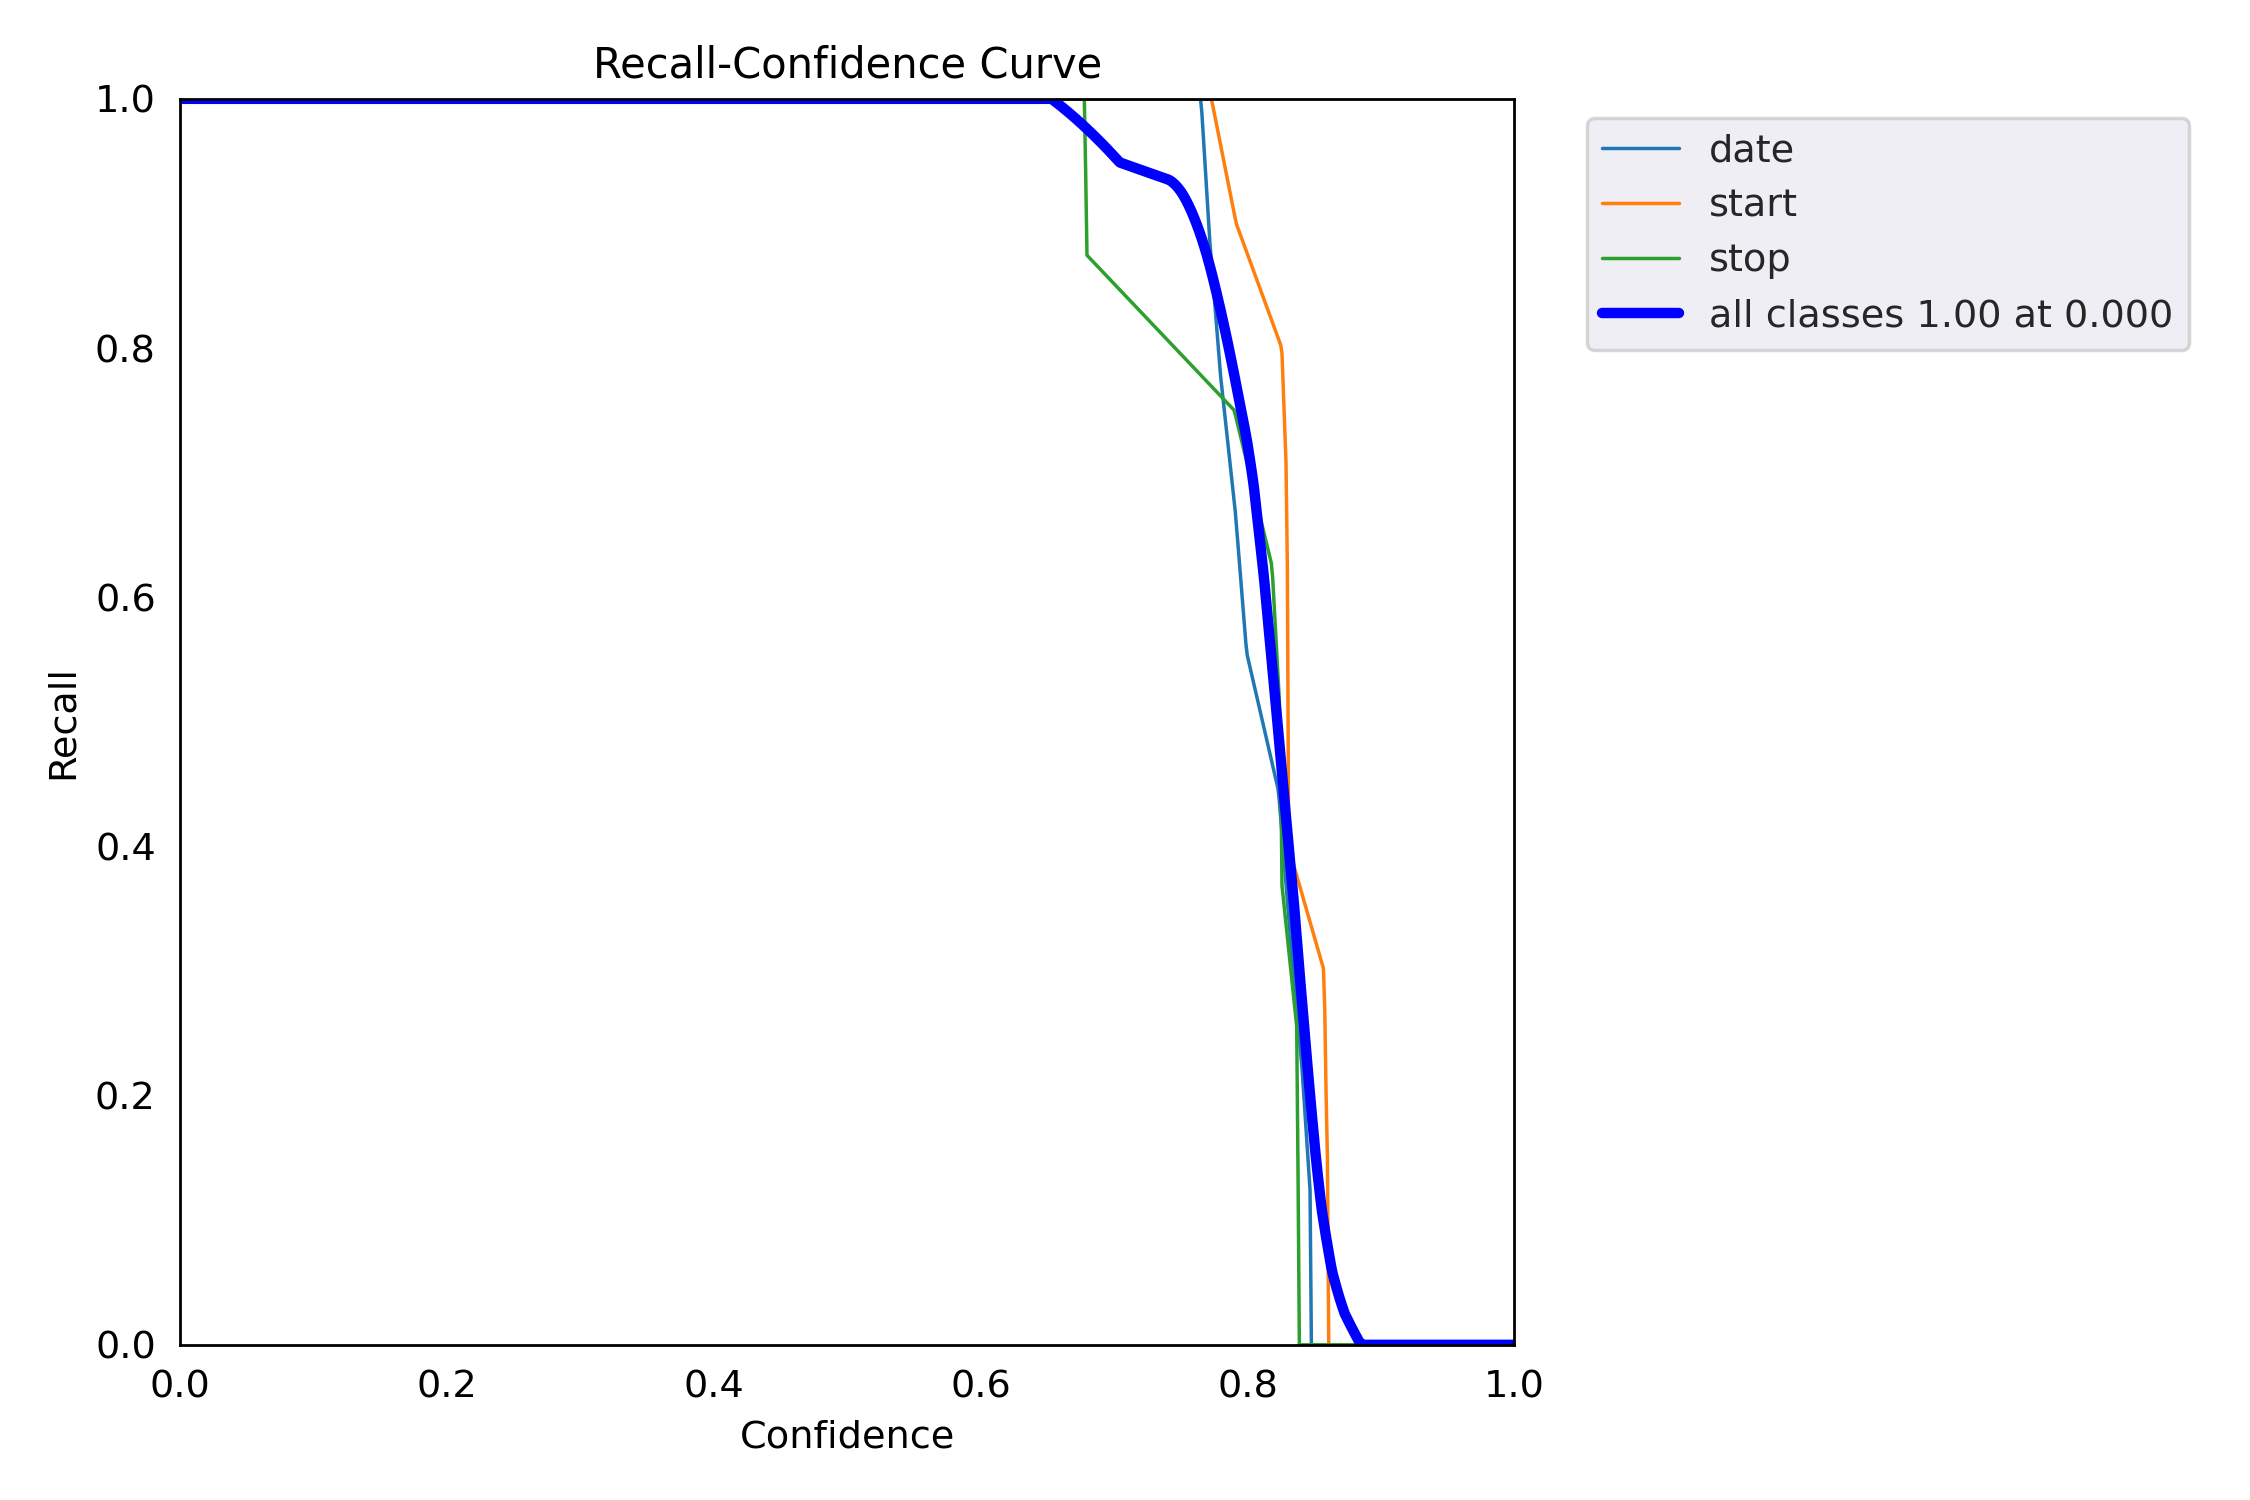 Recall-Confidence Curve
1.0
0.8
0.6
0.4
0.2
0.0
Recall
0.0 0.2 0.4 0.6 0.8 1.0
Confidence
date
start
stop
all classes 1.00 at 0.000